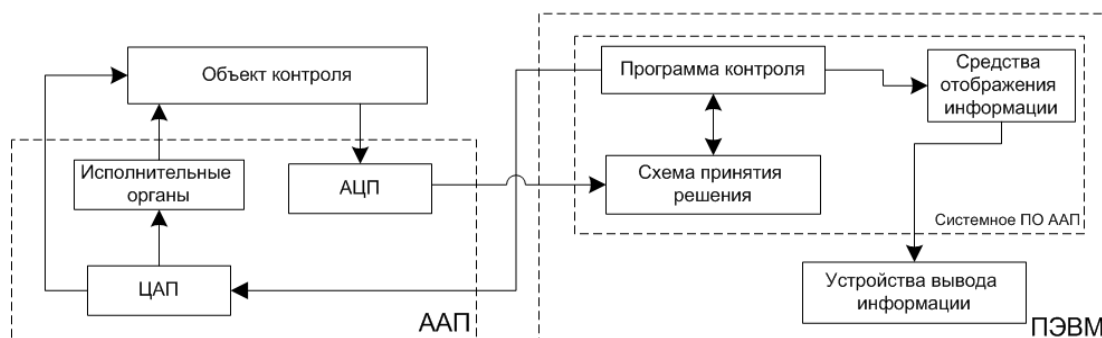 Объект контроля
Исполнительные
органы
АЦП
ЦАП
ААП
Программа контроля
Средства
отображения
информации
Схема принятия
решения
Системное ПО ААП
Устройства вывода
информации
ПЭВМ